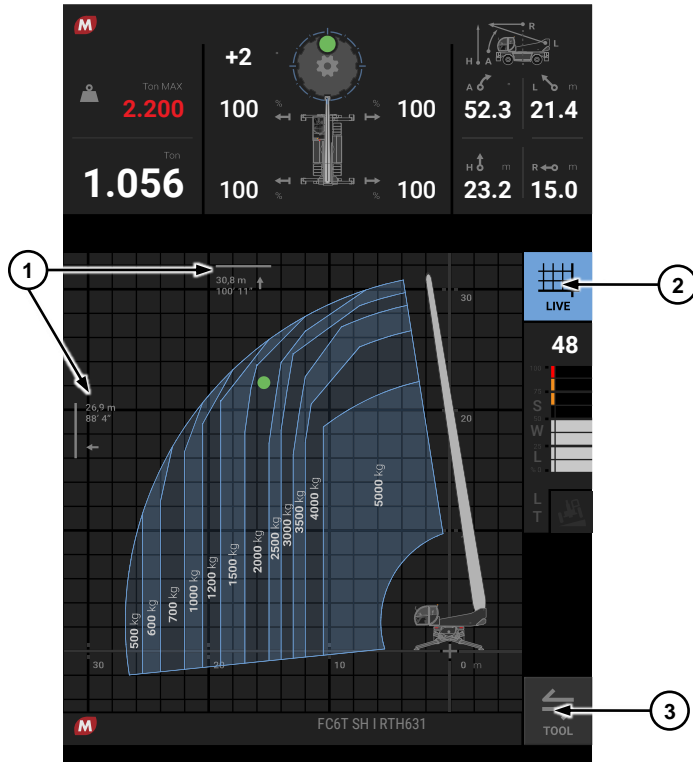 M
Ton MAX
2.200
Ton
1.056
+2
100 % % 100
100 % % 100
R
L
H A
A L m
52.3 21.4
H m R m
23.2 15.0
1
30,8 m
100' 11"
26,9 m
88' 4"
30
20
500 kg
600 kg
700 kg
1000 kg
1200 kg
1500 kg
2000 kg
2500 kg
3000 kg
3500 kg
4000 kg
5000 kg
30
20
10
0 m
LIVE
2
48
100
75
S
50
W
L
L
T
TOOL
3
M
FC6T SH I RTH631